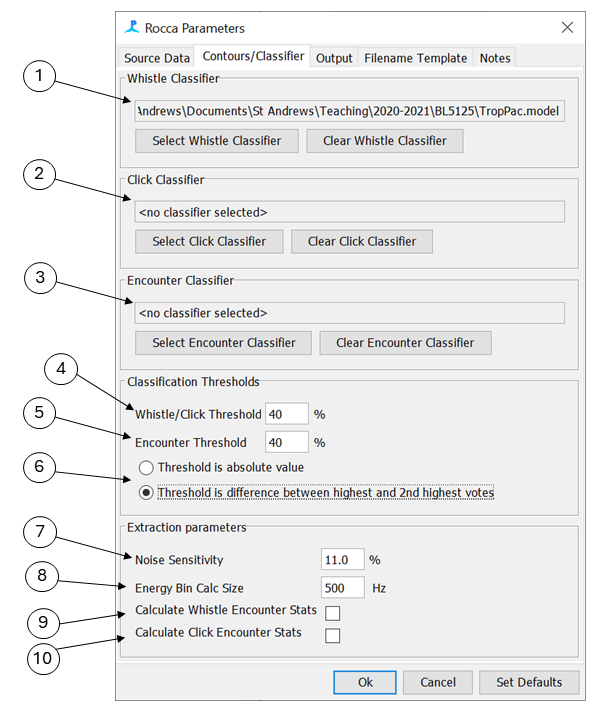 Rocca Parameters
Source Data Contours/Classifier Output Filename Template Notes
1
Whistle Classifier
\ndrews\Documents\St Andrews\Teaching\2020-2021\BL5125\TropPac.model
Select Whistle Classifier Clear Whistle Classifier
2
Click Classifier
<no classifier selected>
Select Click Classifier Clear Click Classifier
3
Encounter Classifier
<no classifier selected>
Select Encounter Classifier Clear Encounter Classifier
4
Classification Thresholds
Whistle/Click Threshold 40 %
5
Encounter Threshold 40 %
6
Threshold is absolute value
Threshold is difference between highest and 2nd highest votes
7
Extraction parameters
Noise Sensitivity 11.0 %
8
Energy Bin Calc Size 500 Hz
9
Calculate Whistle Encounter Stats
10
Calculate Click Encounter Stats
Ok Cancel Set Defaults